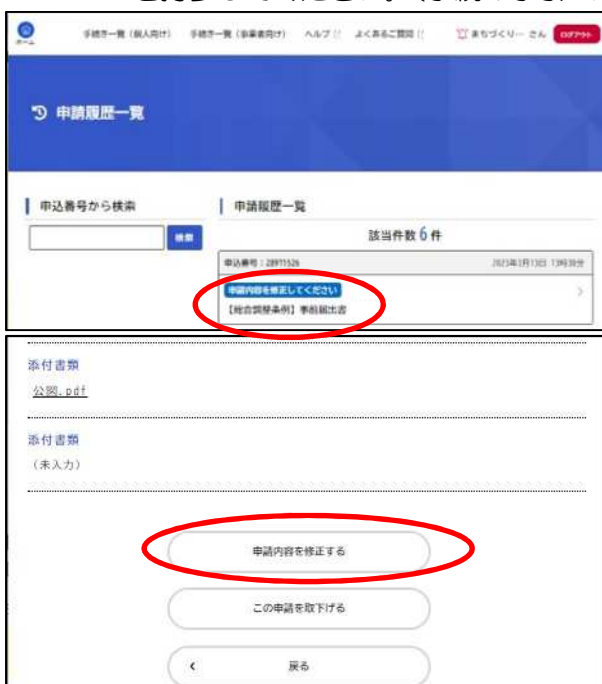 ホーム
手続き一覧（個人向け） 手続き一覧（事業者向け） ヘルプ よくあるご質問 まちづくり… さん ログアウト
申請履歴一覧
申込番号から検索
検索
申請履歴一覧
該当件数 6 件
申込番号：28971526 2023年2月13日 13時38分
申請内容を修正してください
【総合調整条例】事前届出書
添付書類
公図.pdf
添付書類
（未入力）
申請内容を修正する
この申請を取下げる
戻る